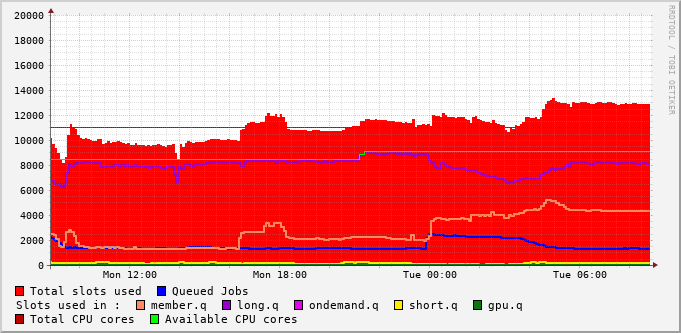 20000
18000
16000
14000
12000
10000
8000
6000
4000
2000
0
Mon 12:00 Mon 18:00 Tue 00:00 Tue 06:00
Total slots used Queued Jobs
Slots used in : member.q long.q ondemand.q short.q gpu.q
Total CPU cores Available CPU cores
RRDTOOL / TOBI OETIKER